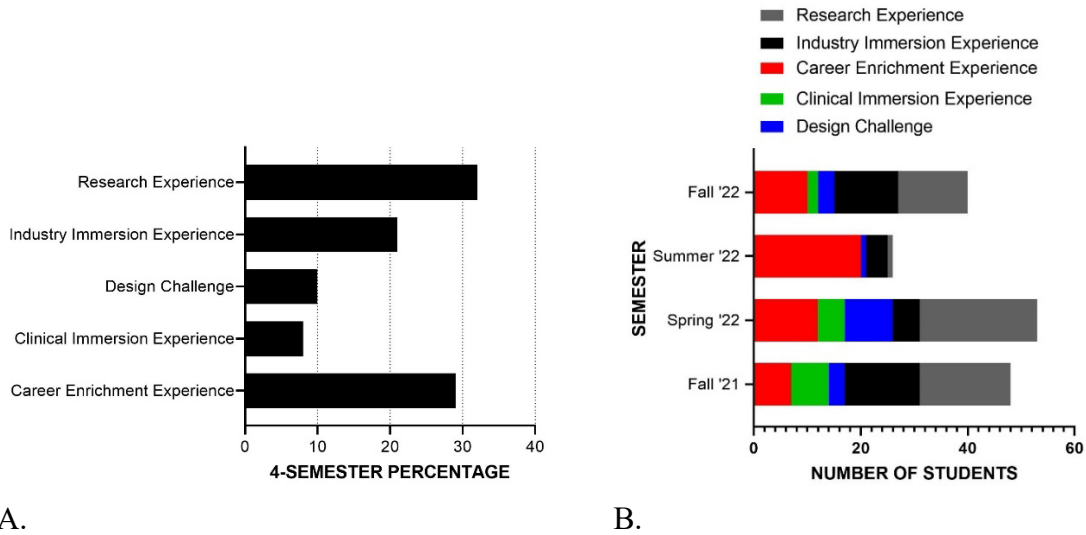 Research Experience
Industry Immersion Experience
Design Challenge
Clinical Immersion Experience
Career Enrichment Experience
0 10 20 30 40
4-SEMESTER PERCENTAGE
A.
Research Experience
Industry Immersion Experience
Career Enrichment Experience
Clinical Immersion Experience
Design Challenge
SEMESTER
Fall '22
Summer '22
Spring '22
Fall '21
0 20 40 60
NUMBER OF STUDENTS
B.